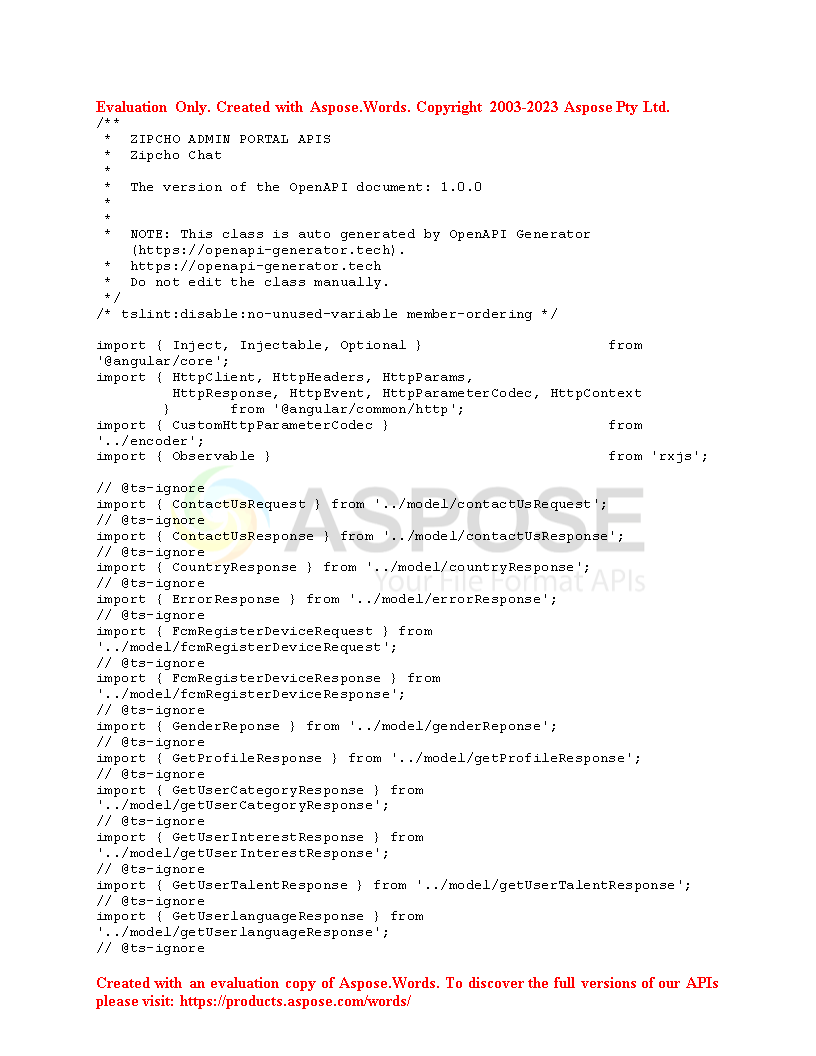 Evaluation Only. Created with Aspose.Words. Copyright 2003-2023 Aspose Pty Ltd.
/**
 *  ZIPCHO ADMIN PORTAL APIS
 *  Zipcho Chat
 *
 *  The version of the OpenAPI document: 1.0.0
 *
 *
 *  NOTE: This class is auto generated by OpenAPI Generator
    (https://openapi-generator.tech).
 *  https://openapi-generator.tech
 *  Do not edit the class manually.
 */
/* tslint:disable:no-unused-variable member-ordering */

import { Inject, Injectable, Optional }                      from
'@angular/core';
import { HttpClient, HttpHeaders, HttpParams,
         HttpResponse, HttpEvent, HttpParameterCodec, HttpContext
        }       from '@angular/common/http';
import { CustomHttpParameterCodec }                          from
'../encoder';
import { Observable }                                        from 'rxjs';

// @ts-ignore
import { ContactUsRequest } from '../model/contactUsRequest';
// @ts-ignore
import { ContactUsResponse } from '../model/contactUsResponse';
// @ts-ignore
import { CountryResponse } from '../model/countryResponse';
// @ts-ignore
import { ErrorResponse } from '../model/errorResponse';
// @ts-ignore
import { FcmRegisterDeviceRequest } from
'../model/fcmRegisterDeviceRequest';
// @ts-ignore
import { FcmRegisterDeviceResponse } from
'../model/fcmRegisterDeviceResponse';
// @ts-ignore
import { GenderReponse } from '../model/genderReponse';
// @ts-ignore
import { GetProfileResponse } from '../model/getProfileResponse';
// @ts-ignore
import { GetUserCategoryResponse } from
'../model/getUserCategoryResponse';
// @ts-ignore
import { GetUserInterestResponse } from
'../model/getUserInterestResponse';
// @ts-ignore
import { GetUserTalentResponse } from '../model/getUserTalentResponse';
// @ts-ignore
import { GetUserlanguageResponse } from
'../model/getUserlanguageResponse';
// @ts-ignore
ASPOSE
Your File Format APIs

Created with an evaluation copy of Aspose.Words. To discover the full versions of our APIs
please visit: https://products.aspose.com/words/